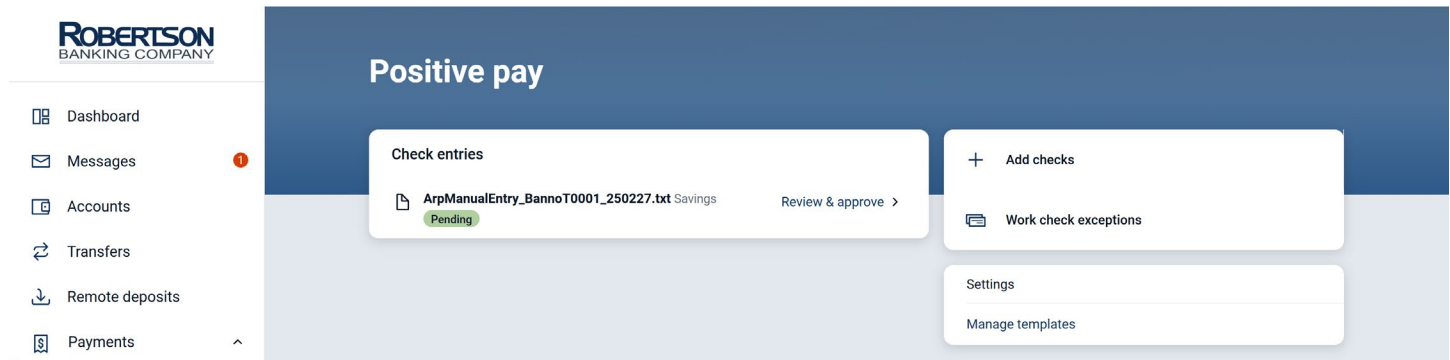 ROBERTSON
BANKING COMPANY
Dashboard
Messages 1
Accounts
Transfers
Remote deposits
Payments
Positive pay
Check entries
ArpManualEntry_BannoT0001_250227.txt Savings
Pending
Review & approve
Add checks
Work check exceptions
Settings
Manage templates